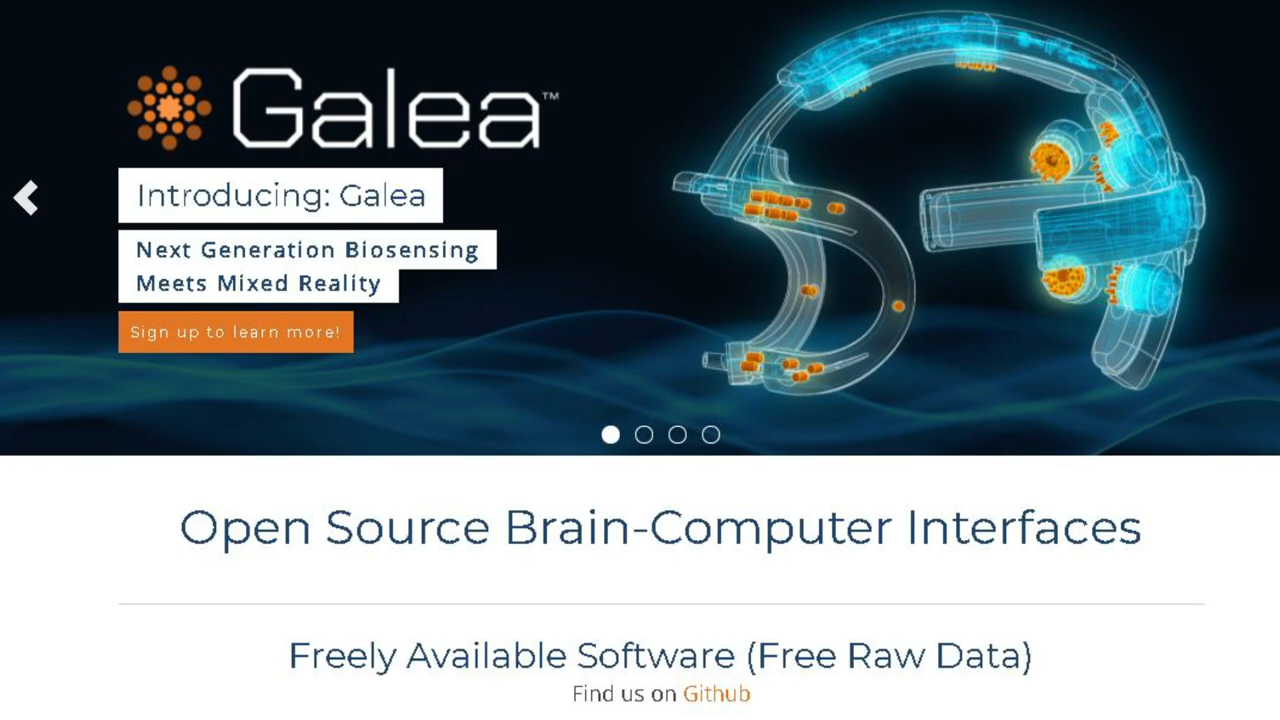 Galea™
Introducing: Galea
Next Generation Biosensing
Meets Mixed Reality
Sign up to learn more!
Open Source Brain-Computer Interfaces
Freely Available Software (Free Raw Data)
Find us on Github